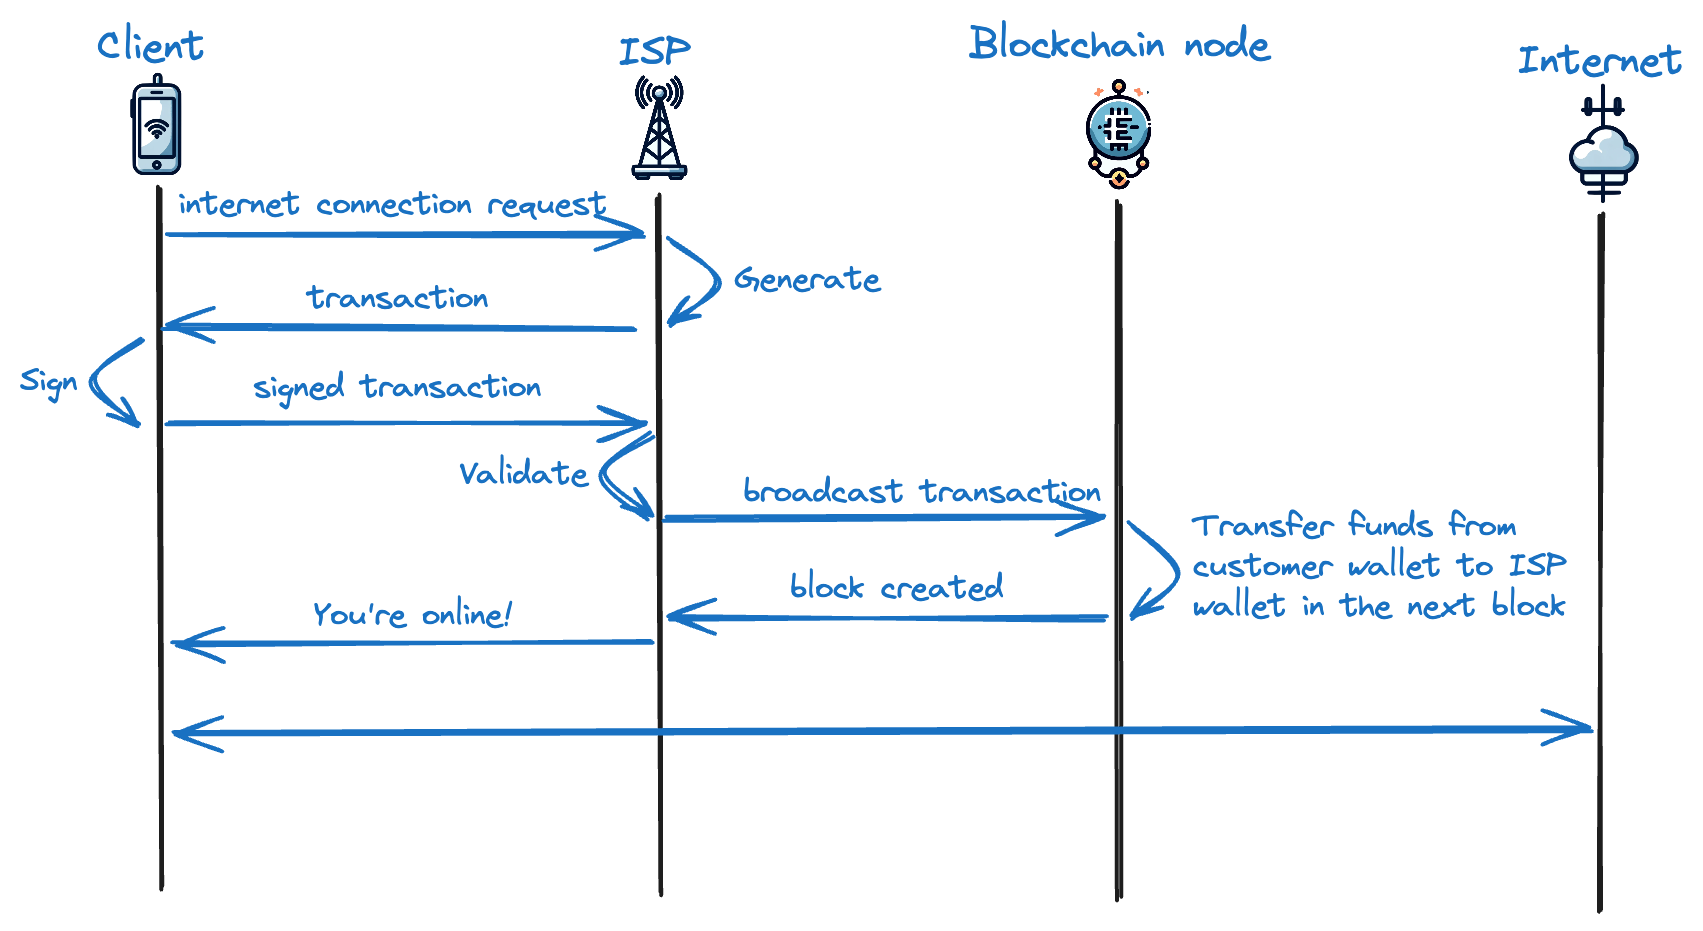 Client
ISP
Blockchain node
Internet
internet connection request
Generate
transaction
Sign
signed transaction
Validate
broadcast transaction
Transfer funds from
customer wallet to ISP
wallet in the next block
block created
You're online!